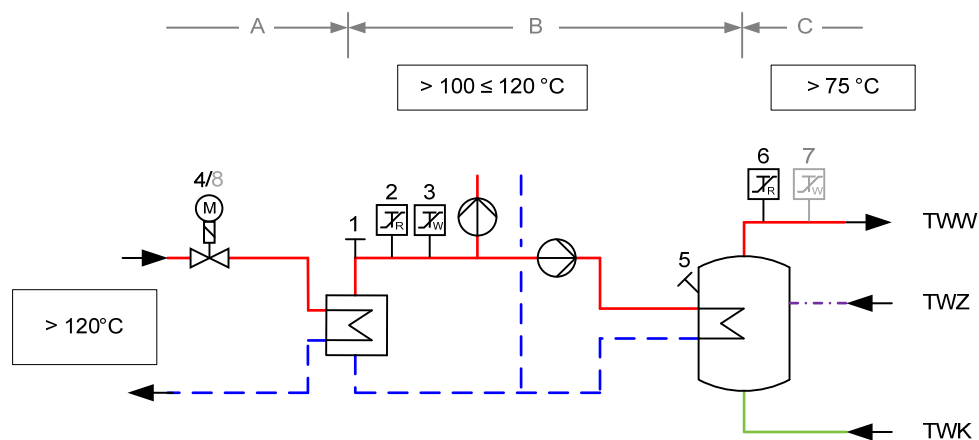 A B C
> 100 ≤ 120 °C
> 75 °C
6 7
4/8 2 3
M R W R W
1
TWW
5
> 120°C
TWZ
TWK